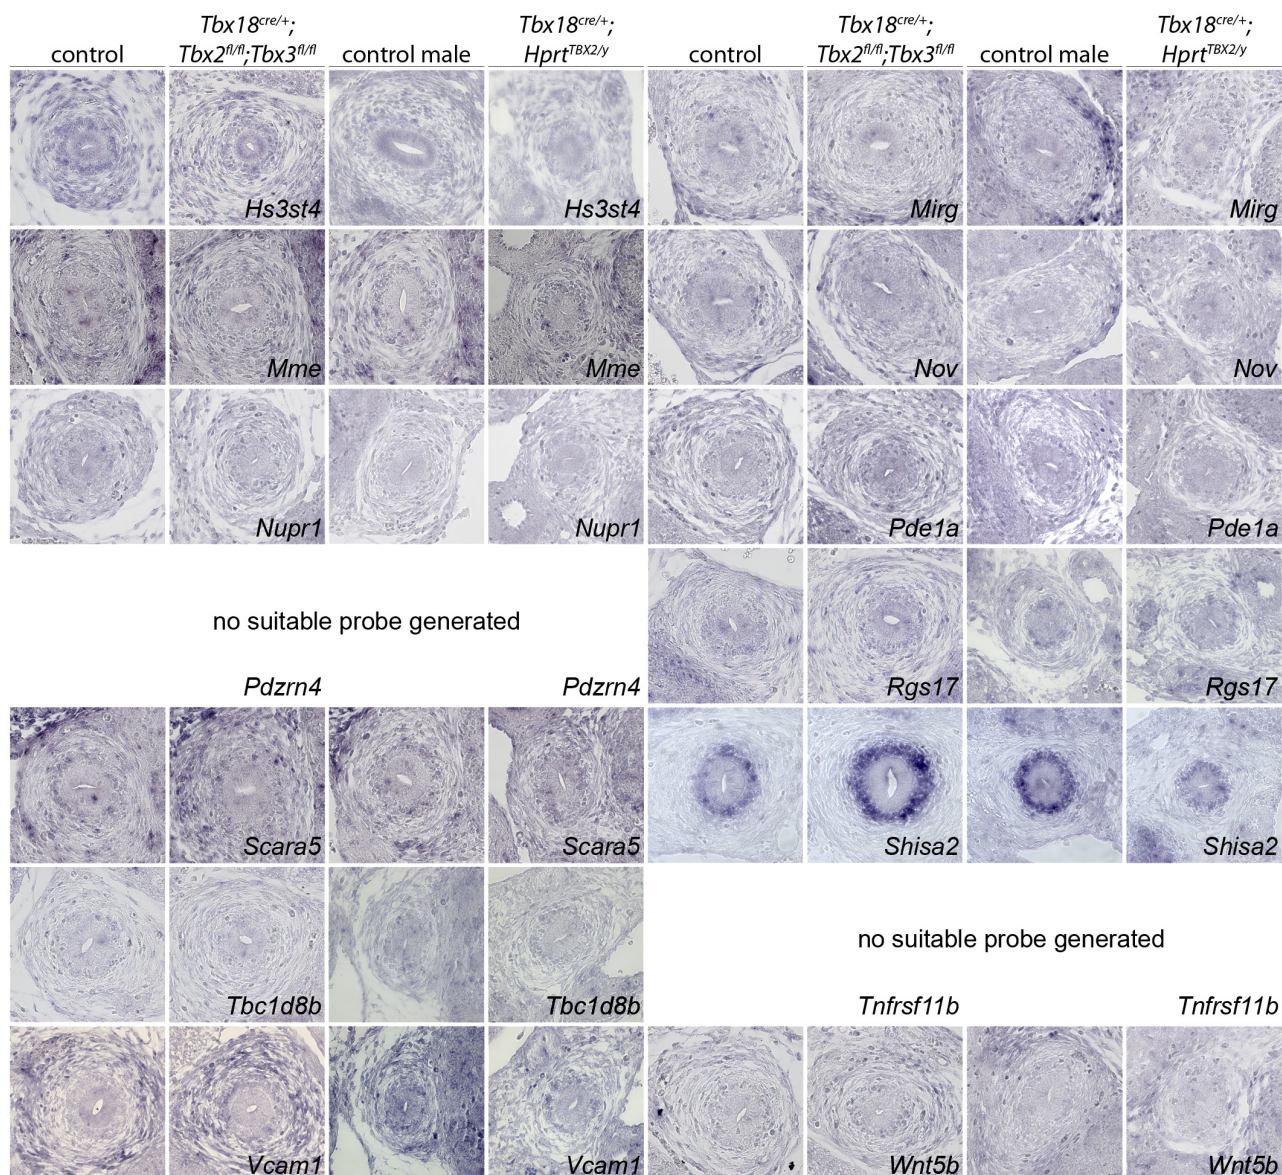 Tbx18cre/+; Tbx18cre/+; Tbx18cre/+; Tbx18cre/+;
control Tbx2fl/fl;Tbx3fl/fl control male HprtTBX2/y control Tbx2fl/fl;Tbx3fl/fl control male HprtTBX2/y
Hs3st4 Hs3st4 Mirg Mirg
Mme Mme Nov Nov
Nupr1 Nupr1 Pde1a Pde1a
no suitable probe generated
Pdzrn4 Pdzrn4 Rgs17 Rgs17
Scara5 Scara5 Shisa2 Shisa2
no suitable probe generated
Tbc1d8b Tbc1d8b Tnfrsf11b Tnfrsf11b
Vcam1 Vcam1 Wnt5b Wnt5b